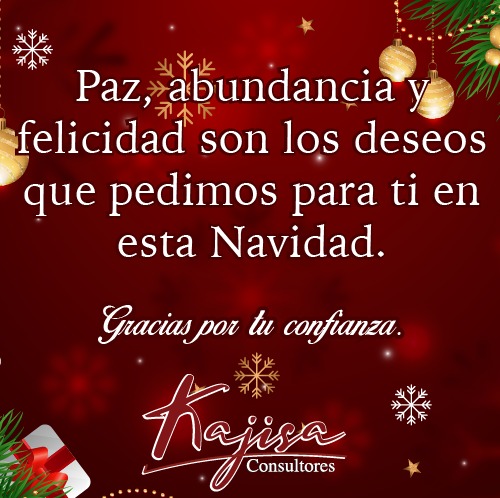 Paz, abundancia y
felicidad son los deseos
que pedimos para ti en
esta Navidad.
Gracias por tu confianza.
Kajisa
Consultores